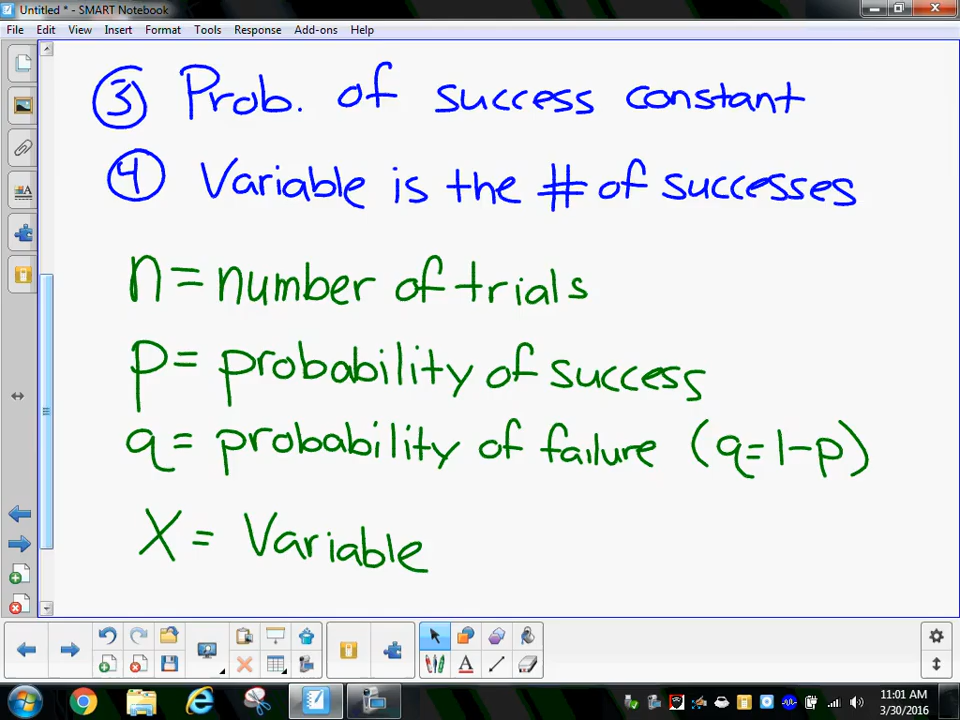 Untitled * - SMART Notebook
File Edit View Insert Format Tools Response Add-ons Help
③ Prob. of success constant
④ Variable is the # of successes
n = number of trials
p = probability of success
q = probability of failure (q = 1 - p)
X = Variable
11:01 AM
3/30/2016